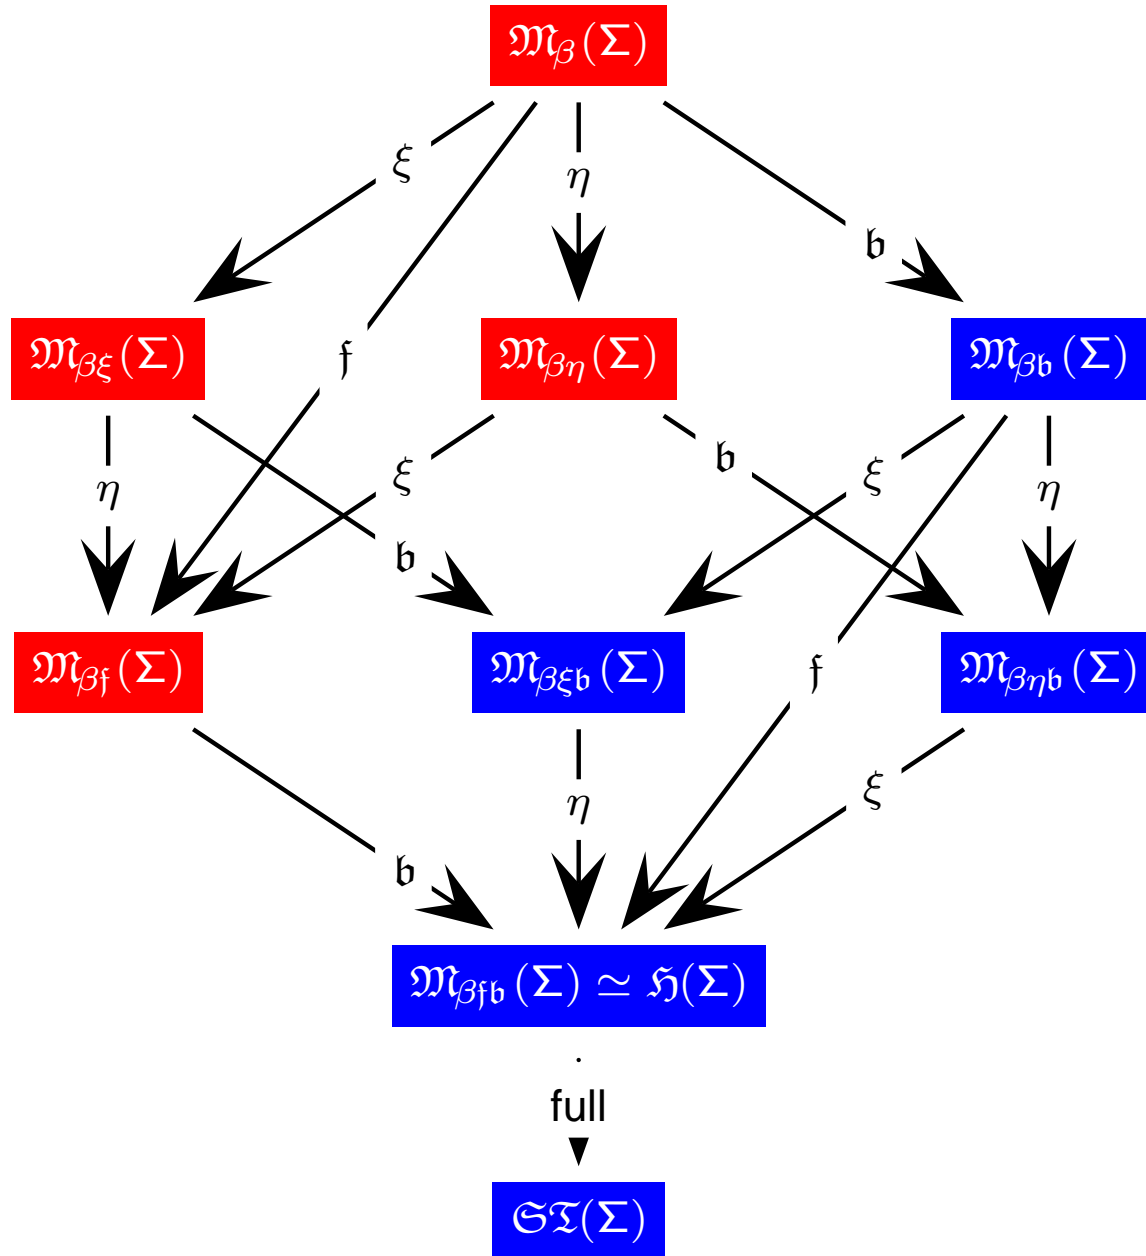 𝔐_β(Σ)
ξ
η
𝔟
𝔣
𝔐_βξ(Σ)
𝔐_βη(Σ)
𝔐_β𝔟(Σ)
η
𝔟
ξ
ξ
𝔟
η
𝔐_β𝔣(Σ)
𝔐_βξ𝔟(Σ)
𝔐_βη𝔟(Σ)
𝔣
𝔟
η
ξ
𝔐_β𝔣𝔟(Σ) ≃ ℌ(Σ)
full
𝔖𝔗(Σ)